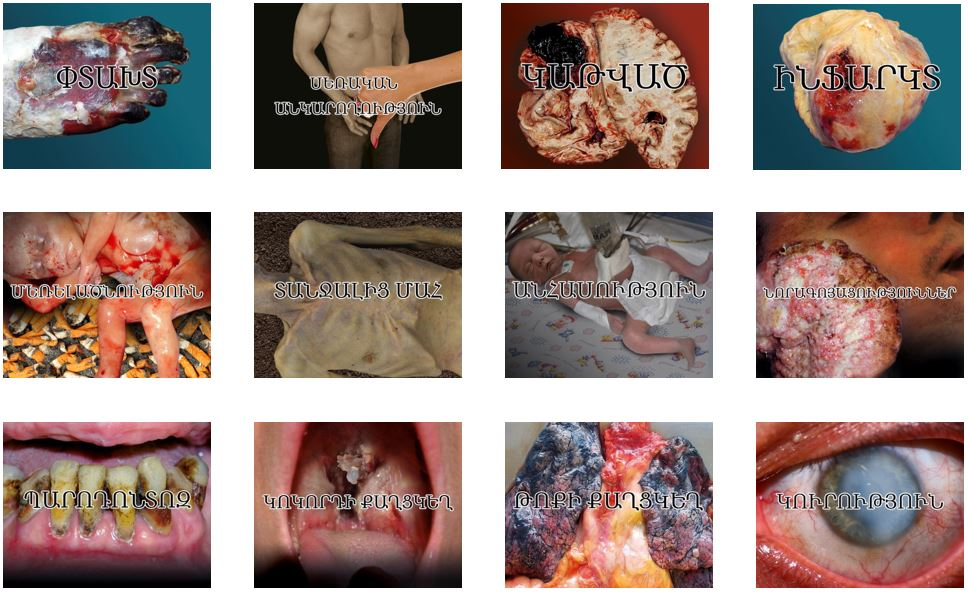 ՓՏԱԽՏ
ՍԵՌԱԿԱՆ
ԱՆԿԱՐՈՂՈՒԹՅՈՒՆ
ԿԱԹՎԱԾ
ԻՆՖԱՐԿՏ
ՄԵՌԵԼԱԾՆՈՒԹՅՈՒՆ
ՏԱՆՋԱԼԻՑ ՄԱՀ
ԱՆՀԱՍՈՒԹՅՈՒՆ
ՆՈՐԱԳՈՅԱՑՈՒԹՅՈՒՆՆԵՐ
ՊԱՐՈԴՈՆՏՈԶ
ԿՈԿՈՐԴԻ ՔԱՂՑԿԵՂ
ԹՈՔԻ ՔԱՂՑԿԵՂ
ԿՈՒՐՈՒԹՅՈՒՆ